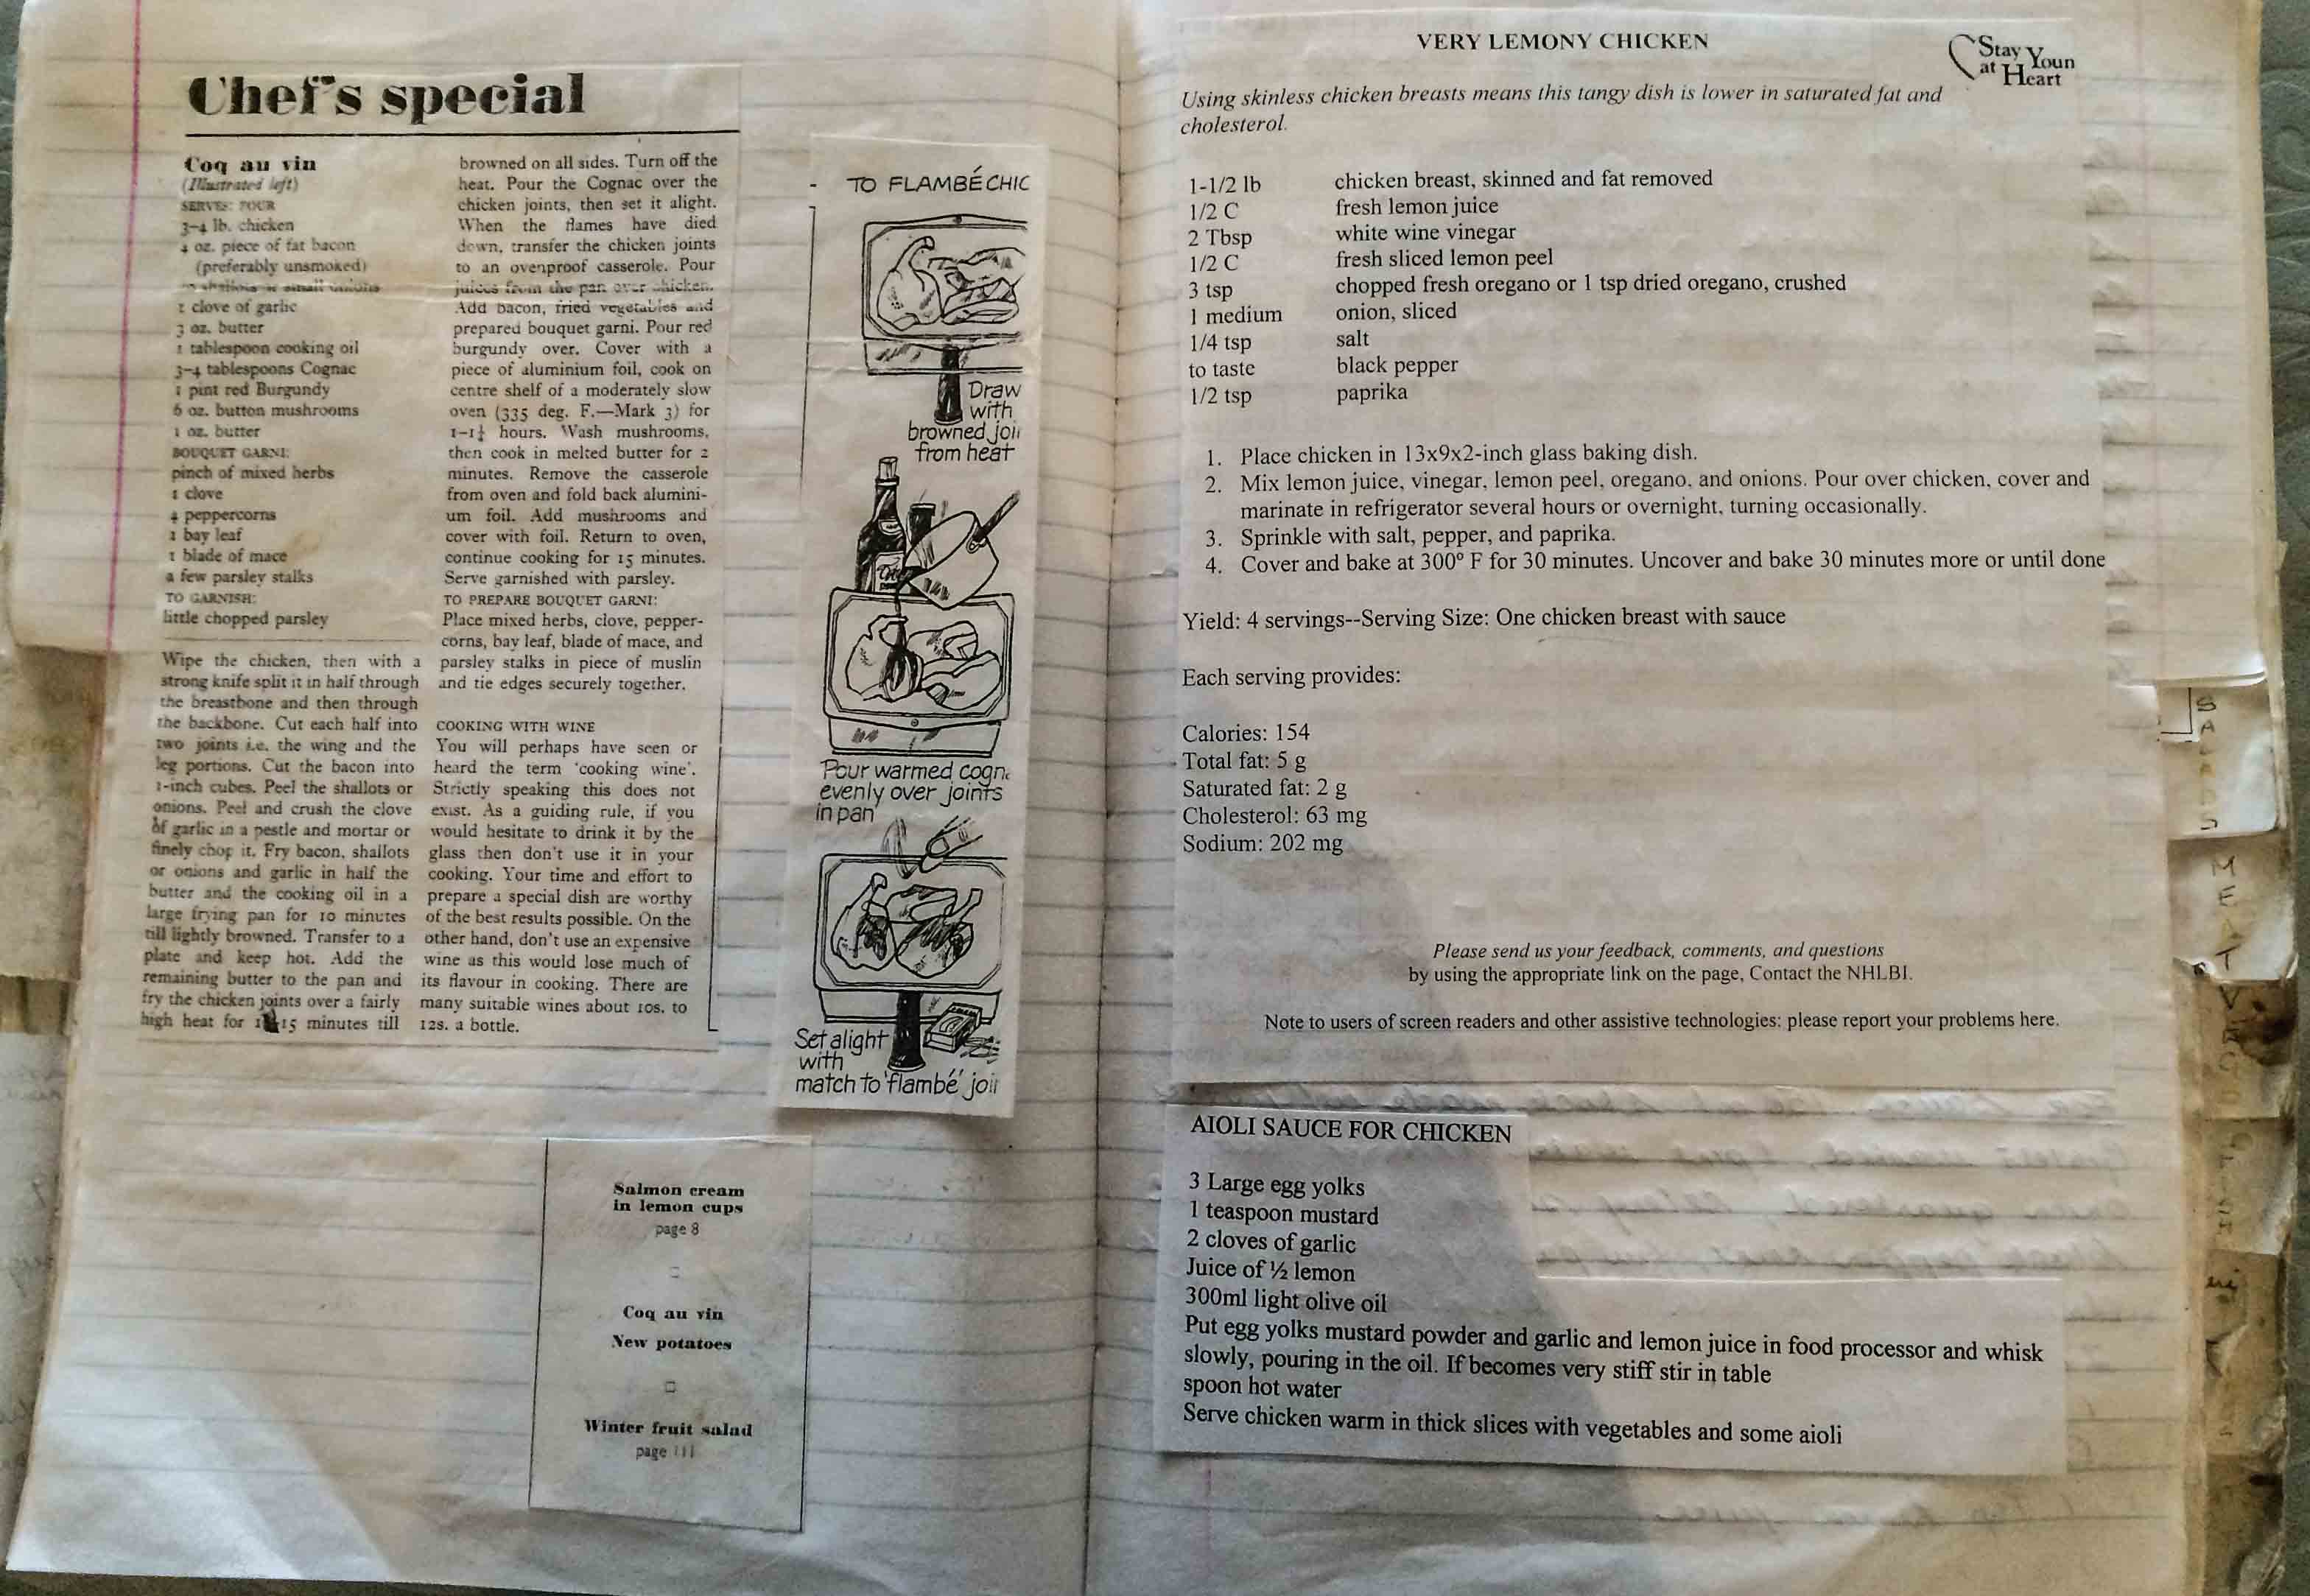 Chef's special
Coq au vin
(Illustrated left)
SERVES: FOUR
3–4 lb. chicken
4 oz. piece of fat bacon
(preferably unsmoked)
shallots or small onions
1 clove of garlic
3 oz. butter
1 tablespoon cooking oil
3–4 tablespoons Cognac
1 pint red Burgundy
6 oz. button mushrooms
1 oz. butter
BOUQUET GARNI:
pinch of mixed herbs
1 clove
4 peppercorns
1 bay leaf
1 blade of mace
a few parsley stalks
TO GARNISH:
little chopped parsley
Wipe the chicken, then with a
strong knife split it in half through
the breastbone and then through
the backbone. Cut each half into
two joints i.e. the wing and the
leg portions. Cut the bacon into
1-inch cubes. Peel the shallots or
onions. Peel and crush the clove
of garlic in a pestle and mortar or
finely chop it. Fry bacon, shallots
or onions and garlic in half the
butter and the cooking oil in a
large frying pan for 10 minutes
till lightly browned. Transfer to a
plate and keep hot. Add the
remaining butter to the pan and
fry the chicken joints over a fairly
high heat for 15 minutes till
browned on all sides. Turn off the
heat. Pour the Cognac over the
chicken joints, then set it alight.
When the flames have died
down, transfer the chicken joints
to an ovenproof casserole. Pour
juices from the pan over chicken.
Add bacon, fried vegetables and
prepared bouquet garni. Pour red
burgundy over. Cover with a
piece of aluminium foil, cook on
centre shelf of a moderately slow
oven (335 deg. F.—Mark 3) for
1–1¼ hours. Wash mushrooms,
then cook in melted butter for 2
minutes. Remove the casserole
from oven and fold back alumini-
um foil. Add mushrooms and
cover with foil. Return to oven,
continue cooking for 15 minutes.
Serve garnished with parsley.
TO PREPARE BOUQUET GARNI:
Place mixed herbs, clove, pepper-
corns, bay leaf, blade of mace, and
parsley stalks in piece of muslin
and tie edges securely together.
COOKING WITH WINE
You will perhaps have seen or
heard the term 'cooking wine'.
Strictly speaking this does not
exist. As a guiding rule, if you
would hesitate to drink it by the
glass then don't use it in your
cooking. Your time and effort to
prepare a special dish are worthy
of the best results possible. On the
other hand, don't use an expensive
wine as this would lose much of
its flavour in cooking. There are
many suitable wines about 10s. to
12s. a bottle.
TO FLAMBÉ CHIC
Draw
with
browned joi
from heat
Pour warmed cogn
evenly over joints
in pan
Set alight
with
match to 'flambé' joi
Salmon cream
in lemon cups
page 8
Coq au vin
New potatoes
Winter fruit salad
page 111
VERY LEMONY CHICKEN
Stay Youn
at Heart
Using skinless chicken breasts means this tangy dish is lower in saturated fat and
cholesterol.
1-1/2 lb chicken breast, skinned and fat removed
1/2 C fresh lemon juice
2 Tbsp white wine vinegar
1/2 C fresh sliced lemon peel
3 tsp chopped fresh oregano or 1 tsp dried oregano, crushed
1 medium onion, sliced
1/4 tsp salt
to taste black pepper
1/2 tsp paprika
1. Place chicken in 13x9x2-inch glass baking dish.
2. Mix lemon juice, vinegar, lemon peel, oregano, and onions. Pour over chicken, cover and
marinate in refrigerator several hours or overnight, turning occasionally.
3. Sprinkle with salt, pepper, and paprika.
4. Cover and bake at 300º F for 30 minutes. Uncover and bake 30 minutes more or until done
Yield: 4 servings--Serving Size: One chicken breast with sauce
Each serving provides:
Calories: 154
Total fat: 5 g
Saturated fat: 2 g
Cholesterol: 63 mg
Sodium: 202 mg
Please send us your feedback, comments, and questions
by using the appropriate link on the page, Contact the NHLBI.
Note to users of screen readers and other assistive technologies: please report your problems here.
AIOLI SAUCE FOR CHICKEN
3 Large egg yolks
1 teaspoon mustard
2 cloves of garlic
Juice of ½ lemon
300ml light olive oil
Put egg yolks mustard powder and garlic and lemon juice in food processor and whisk
slowly, pouring in the oil. If becomes very stiff stir in table
spoon hot water
Serve chicken warm in thick slices with vegetables and some aioli
SALADS
MEAT